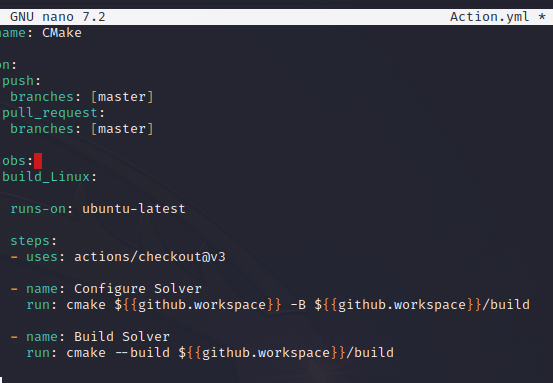 GNU nano 7.2 Action.yml *
name: CMake
on:
push:
branches: [master]
pull_request:
branches: [master]
obs:
build_Linux:
runs-on: ubuntu-latest
steps:
- uses: actions/checkout@v3
- name: Configure Solver
run: cmake ${{github.workspace}} -B ${{github.workspace}}/build
- name: Build Solver
run: cmake --build ${{github.workspace}}/build